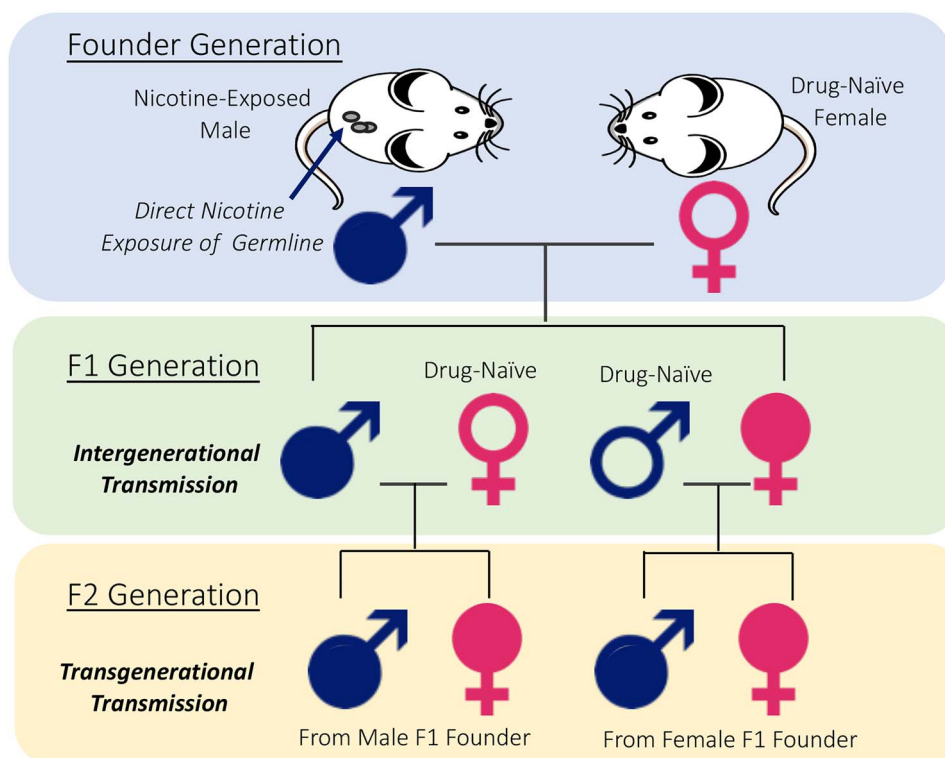 Founder Generation
Nicotine-Exposed
Male
Drug-Naïve
Female
Direct Nicotine
Exposure of Germline
F1 Generation
Drug-Naïve
Drug-Naïve
Intergenerational
Transmission
F2 Generation
Transgenerational
Transmission
From Male F1 Founder
From Female F1 Founder